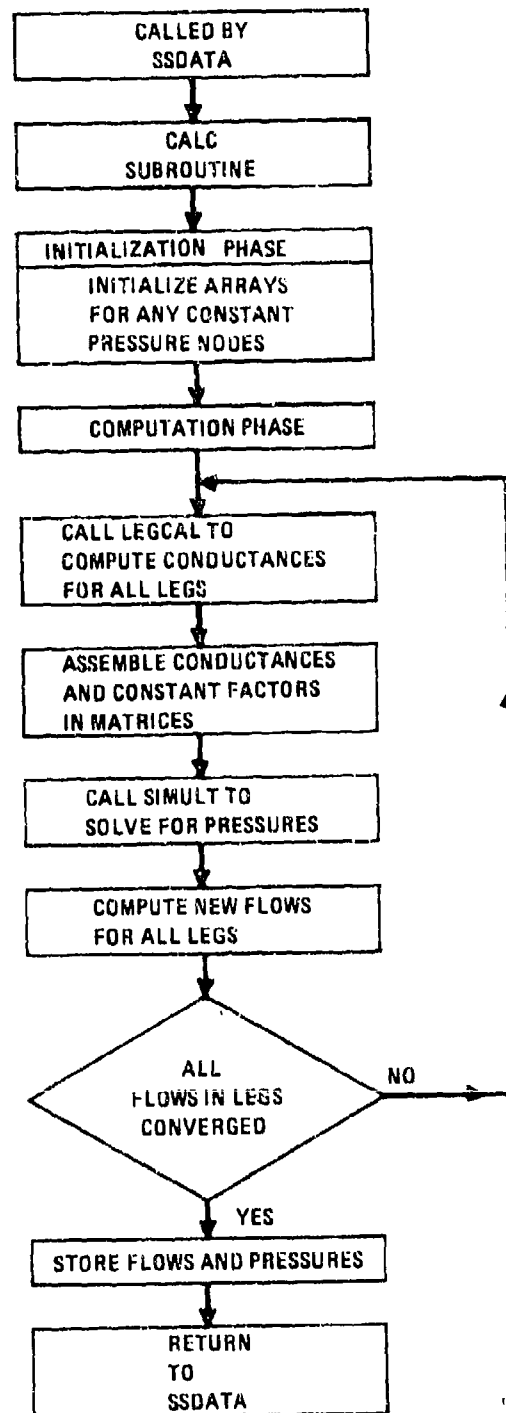 CALLED BY
SSDATA
CALC
SUBROUTINE
INITIALIZATION PHASE
INITIALIZE ARRAYS
FOR ANY CONSTANT
PRESSURE NODES
COMPUTATION PHASE
CALL LEGCAL TO
COMPUTE CONDUCTANCES
FOR ALL LEGS
ASSEMBLE CONDUCTANCES
AND CONSTANT FACTORS
IN MATRICES
CALL SIMULT TO
SOLVE FOR PRESSURES
COMPUTE NEW FLOWS
FOR ALL LEGS
ALL
FLOWS IN LEGS
CONVERGED
NO
YES
STORE FLOWS AND PRESSURES
RETURN
TO
SSDATA